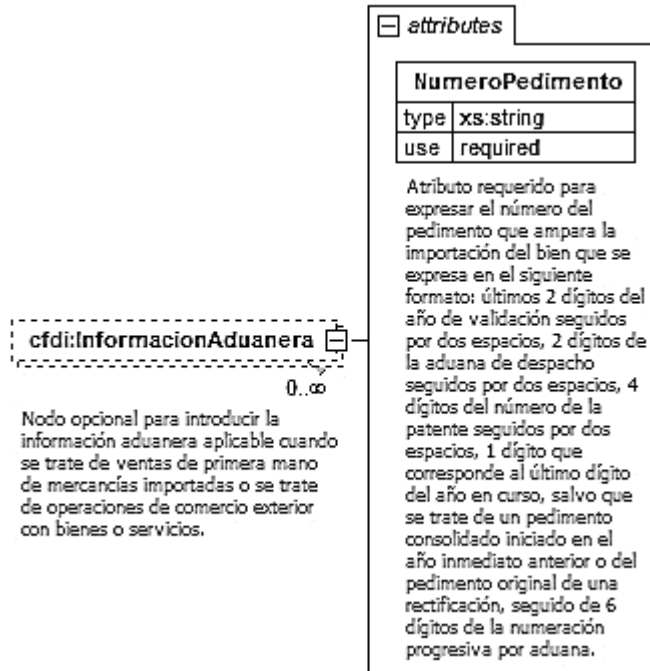 attributes
NumeroPedimento
type xs:string
use required
Atributo requerido para
expresar el número del
pedimento que ampara la
importación del bien que se
expresa en el siguiente
formato: últimos 2 dígitos del
año de validación seguidos
por dos espacios, 2 dígitos de
la aduana de despacho
seguidos por dos espacios, 4
dígitos del número de la
patente seguidos por dos
espacios, 1 dígito que
corresponde al último dígito
del año en curso, salvo que
se trate de un pedimento
consolidado iniciado en el
año inmediato anterior o del
pedimento original de una
rectificación, seguido de 6
dígitos de la numeración
progresiva por aduana.
cfdi:InformacionAduanera
0..∞
Nodo opcional para introducir la
información aduanera aplicable cuando
se trate de ventas de primera mano
de mercancías importadas o se trate
de operaciones de comercio exterior
con bienes o servicios.